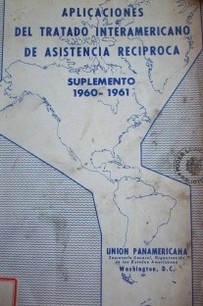 APLICACIONES
DEL TRATADO INTERAMERICANO
DE ASISTENCIA RECIPROCA
SUPLEMENTO
1960-1961
UNION PANAMERICANA
Secretaría General, Organización
de los Estados Americanos
Washington, D.C.